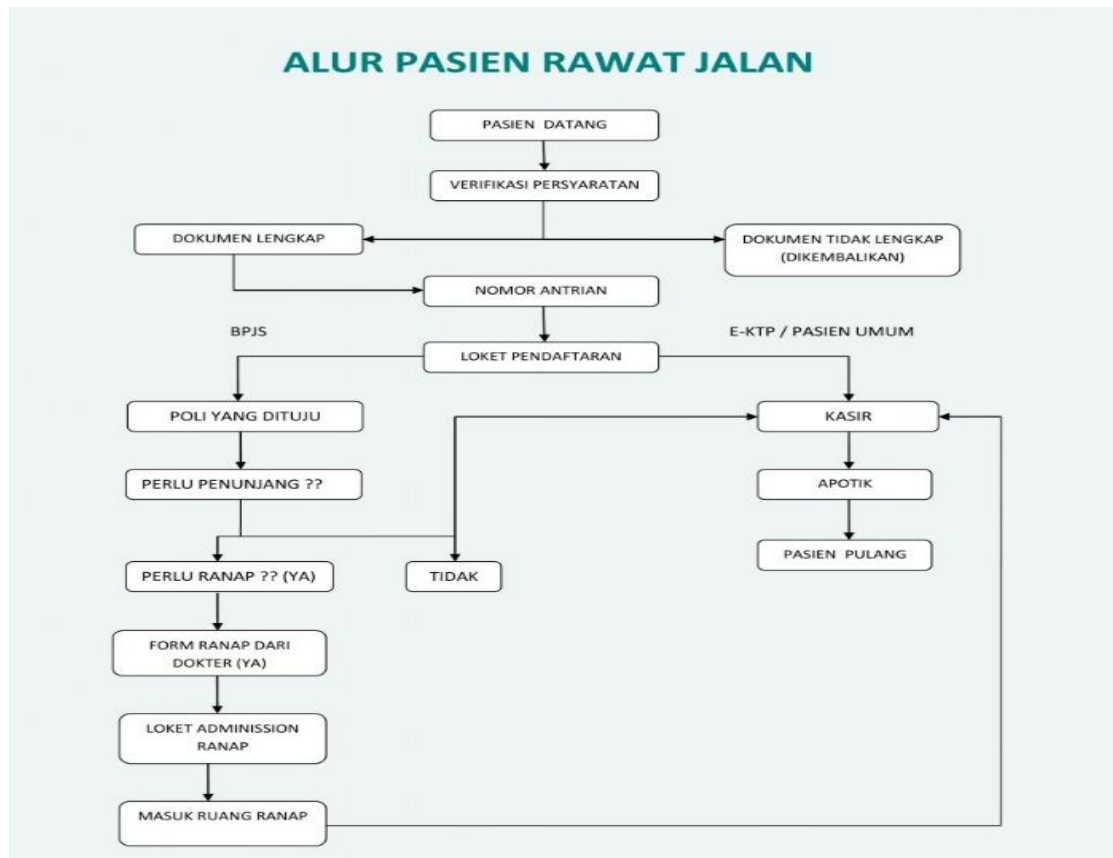 ALUR PASIEN RAWAT JALAN
PASIEN DATANG
VERIFIKASI PERSYARATAN
DOKUMEN LENGKAP
DOKUMEN TIDAK LENGKAP
(DIKEMBALIKAN)
NOMOR ANTRIAN
BPJS
E-KTP / PASIEN UMUM
LOKET PENDAFTARAN
POLI YANG DITUJU
KASIR
PERLU PENUNJANG ??
APOTIK
PASIEN PULANG
PERLU RANAP ?? (YA)
TIDAK
FORM RANAP DARI
DOKTER (YA)
LOKET ADMINISSION
RANAP
MASUK RUANG RANAP